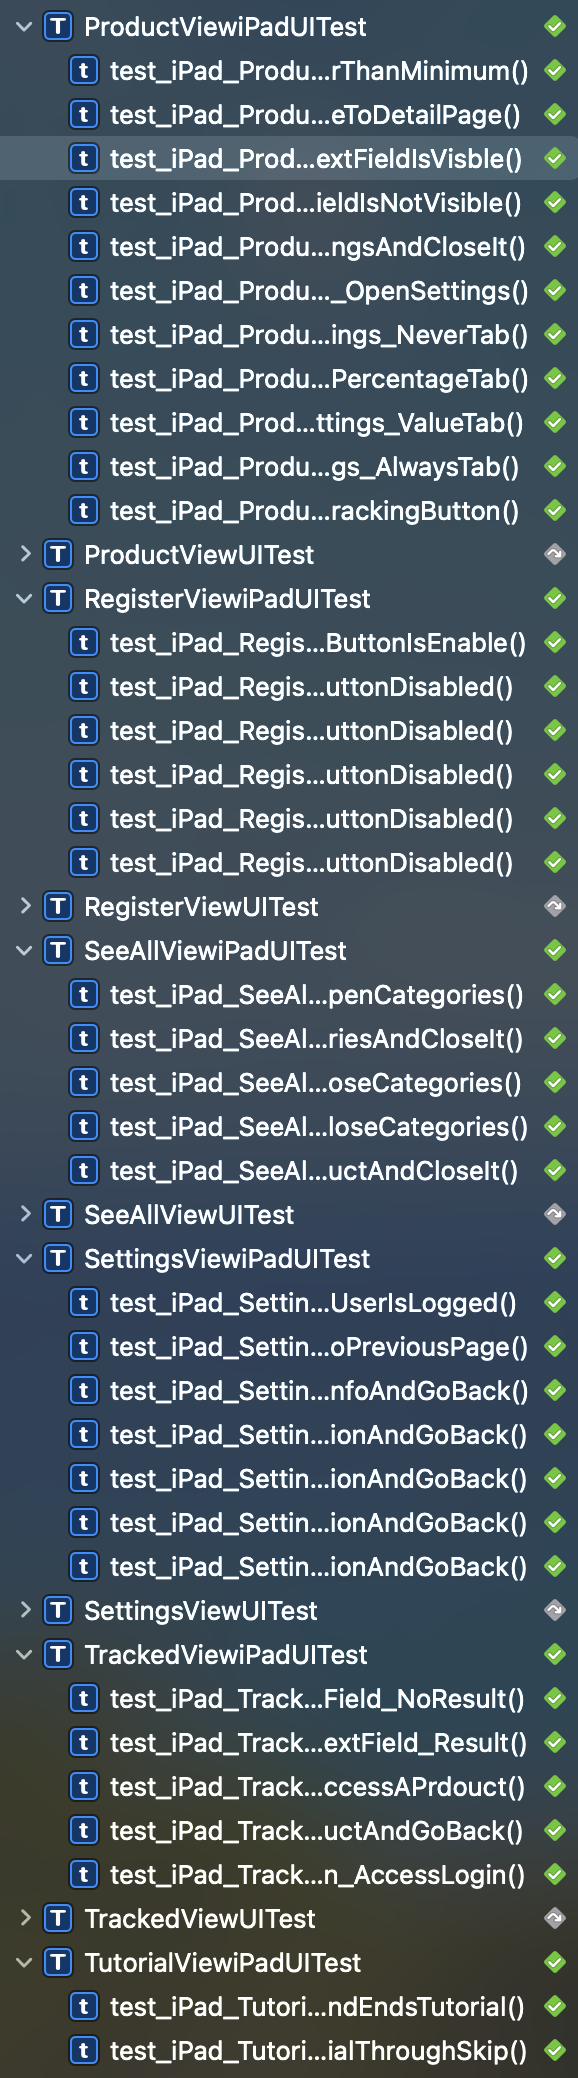 T ProductViewiPadUITest
t test_iPad_Produ...rThanMinimum()
t test_iPad_Produ...eToDetailPage()
t test_iPad_Prod...extFieldIsVisble()
t test_iPad_Prod...ieldIsNotVisible()
t test_iPad_Produ...ngsAndCloseIt()
t test_iPad_Produ..._OpenSettings()
t test_iPad_Produ...ings_NeverTab()
t test_iPad_Produ...PercentageTab()
t test_iPad_Prod...ttings_ValueTab()
t test_iPad_Produ...gs_AlwaysTab()
t test_iPad_Produ...rackingButton()
T ProductViewUITest
T RegisterViewiPadUITest
t test_iPad_Regis...ButtonIsEnable()
t test_iPad_Regis...uttonDisabled()
t test_iPad_Regis...uttonDisabled()
t test_iPad_Regis...uttonDisabled()
t test_iPad_Regis...uttonDisabled()
t test_iPad_Regis...uttonDisabled()
T RegisterViewUITest
T SeeAllViewiPadUITest
t test_iPad_SeeAl...penCategories()
t test_iPad_SeeAl...riesAndCloseIt()
t test_iPad_SeeAl...oseCategories()
t test_iPad_SeeAl...loseCategories()
t test_iPad_SeeAl...uctAndCloseIt()
T SeeAllViewUITest
T SettingsViewiPadUITest
t test_iPad_Settin...UserIsLogged()
t test_iPad_Settin...oPreviousPage()
t test_iPad_Settin...nfoAndGoBack()
t test_iPad_Settin...ionAndGoBack()
t test_iPad_Settin...ionAndGoBack()
t test_iPad_Settin...ionAndGoBack()
t test_iPad_Settin...ionAndGoBack()
T SettingsViewUITest
T TrackedViewiPadUITest
t test_iPad_Track...Field_NoResult()
t test_iPad_Track...extField_Result()
t test_iPad_Track...ccessAPrdouct()
t test_iPad_Track...uctAndGoBack()
t test_iPad_Track...n_AccessLogin()
T TrackedViewUITest
T TutorialViewiPadUITest
t test_iPad_Tutori...ndEndsTutorial()
t test_iPad_Tutori...ialThroughSkip()